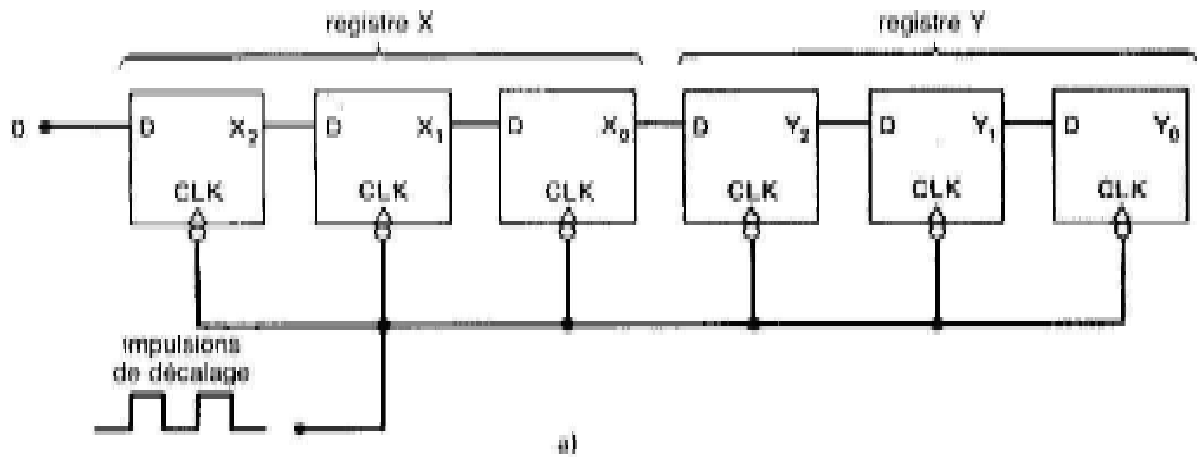 registre X
registre Y
0 D X₂ D X₁ D X₀ D Y₂ D Y₁ D Y₀
CLK CLK CLK CLK CLK CLK
impulsions
de décalage
a)